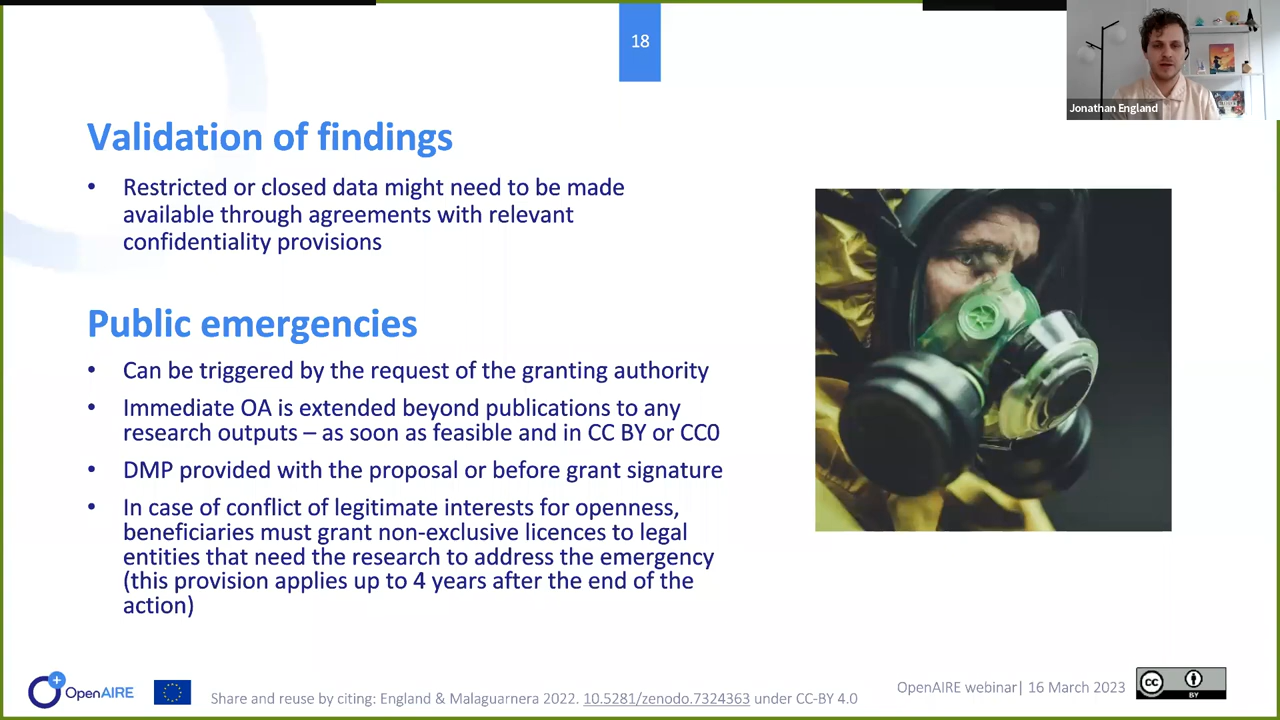 18
Jonathan England
Validation of findings
• Restricted or closed data might need to be made
available through agreements with relevant
confidentiality provisions
Public emergencies
• Can be triggered by the request of the granting authority
• Immediate OA is extended beyond publications to any
research outputs – as soon as feasible and in CC BY or CC0
• DMP provided with the proposal or before grant signature
• In case of conflict of legitimate interests for openness,
beneficiaries must grant non-exclusive licences to legal
entities that need the research to address the emergency
(this provision applies up to 4 years after the end of the
action)
OpenAIRE
Share and reuse by citing: England & Malaguarnera 2022. 10.5281/zenodo.7324363 under CC-BY 4.0
OpenAIRE webinar| 16 March 2023
CC BY